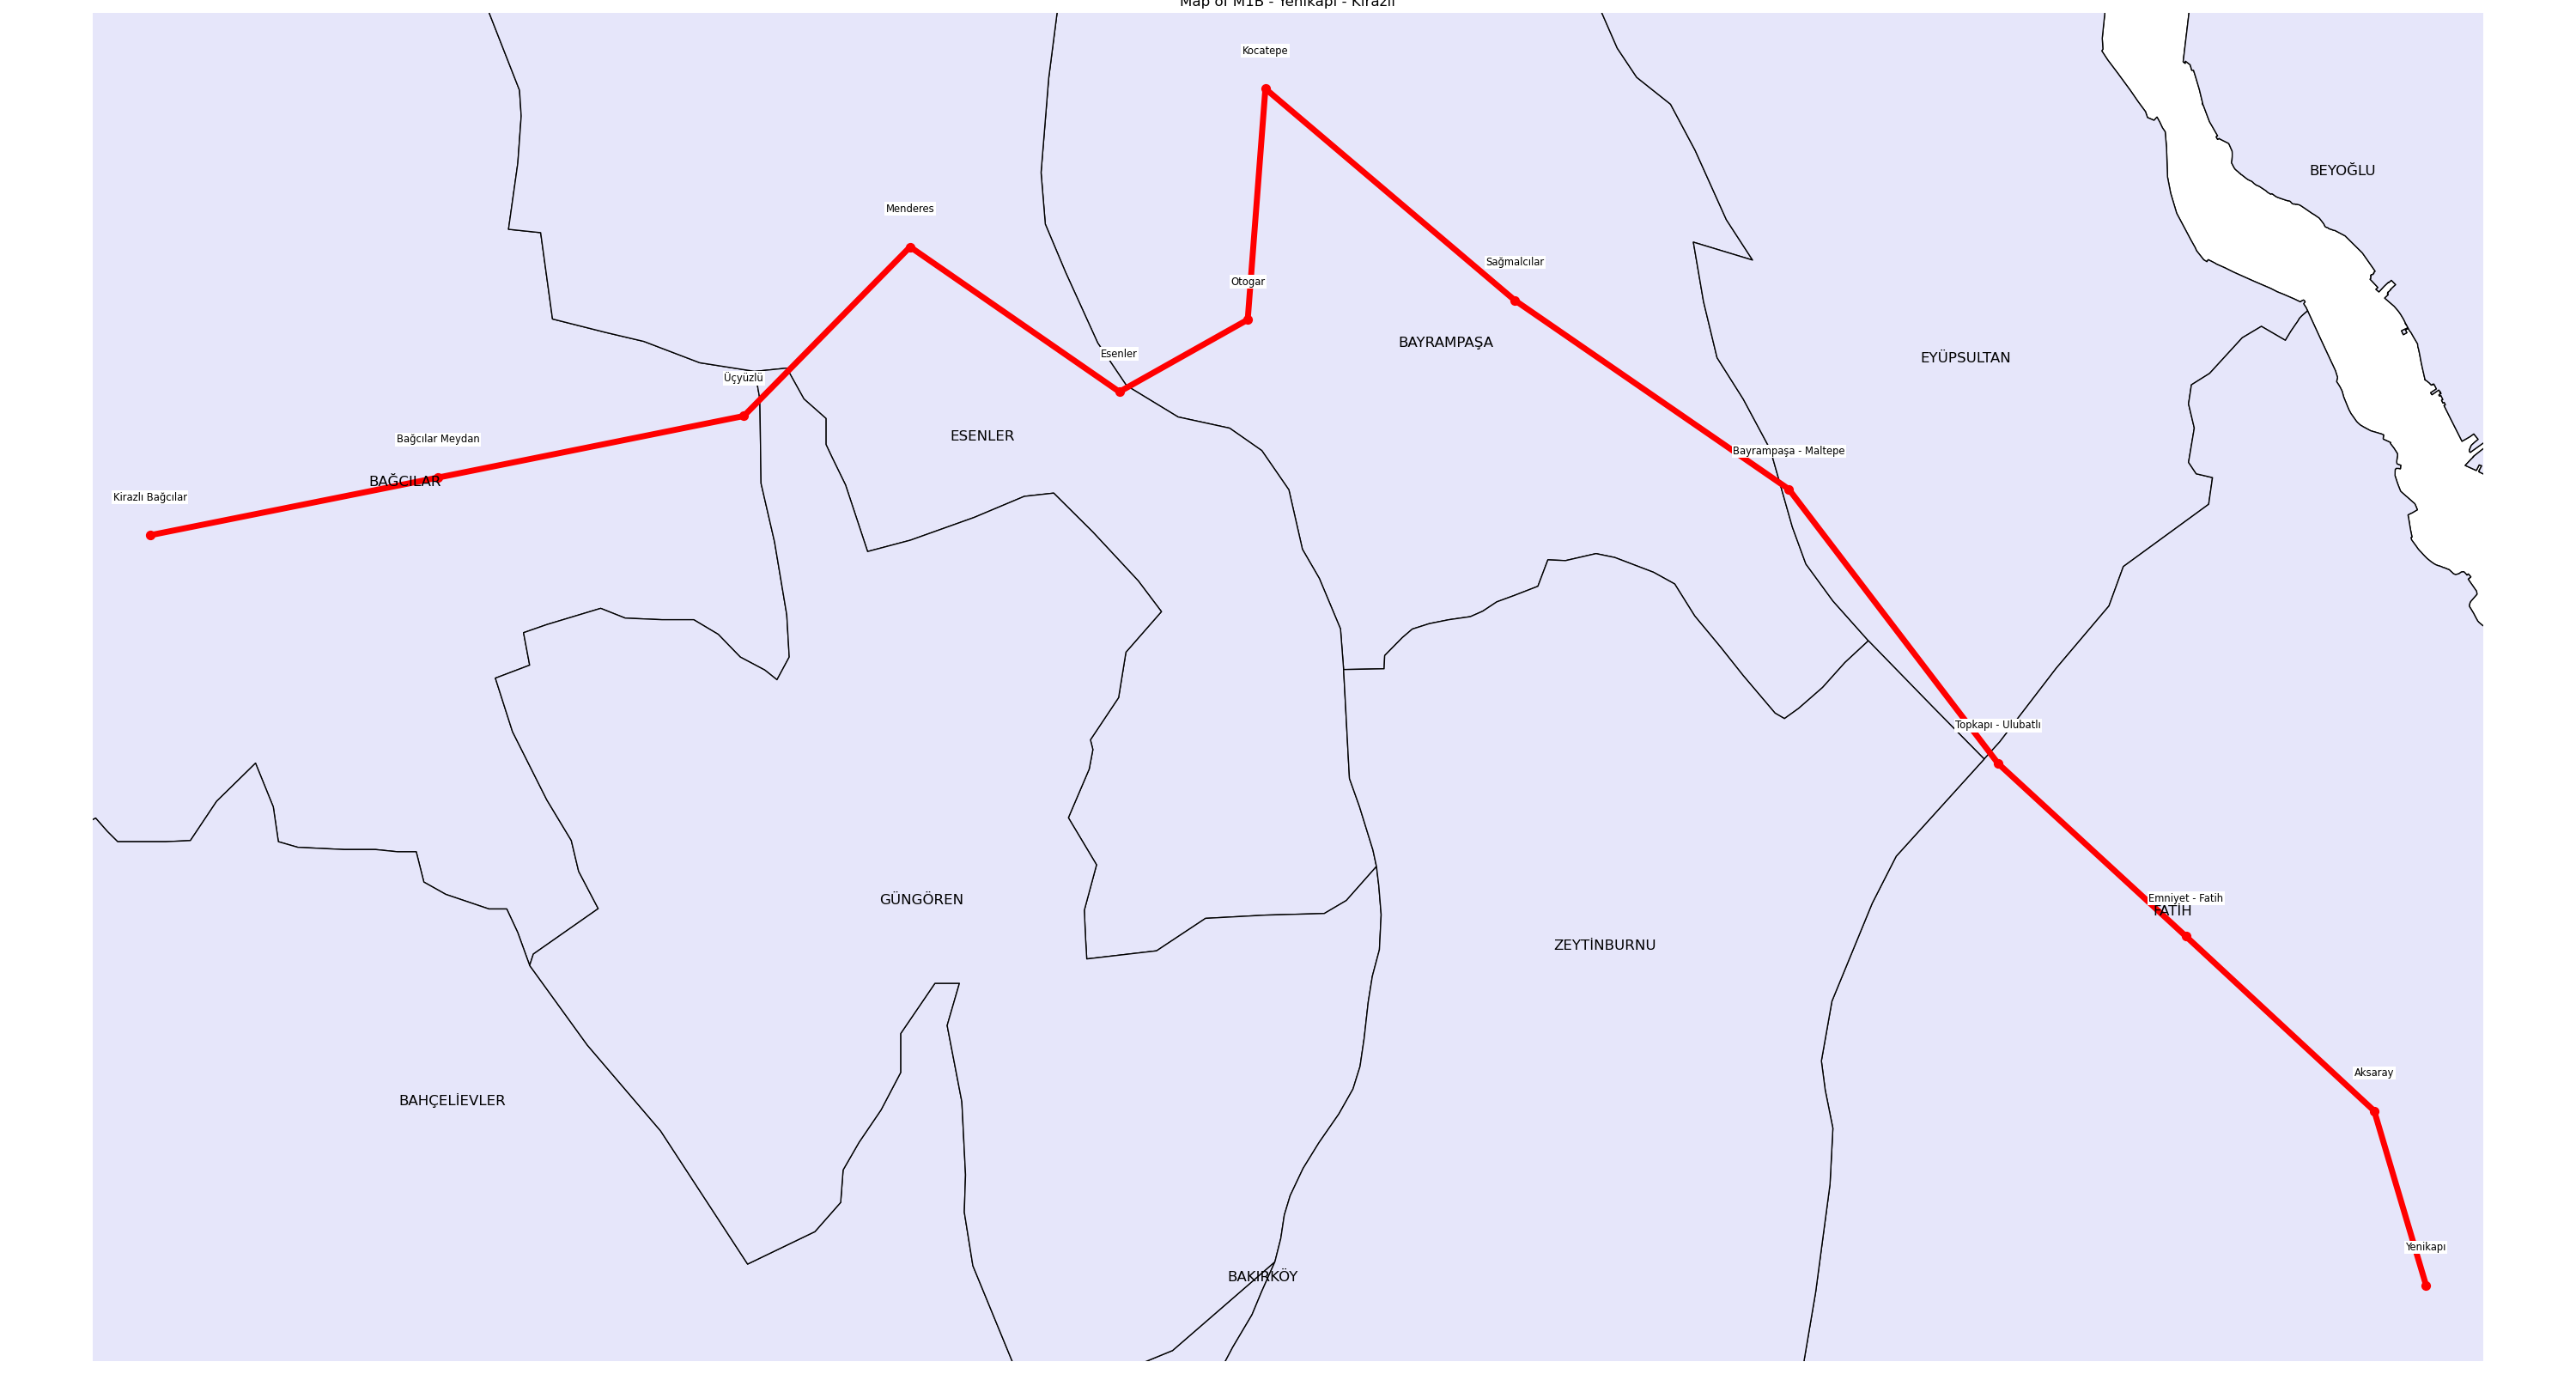 Map of M1B - Yenikapı - Kirazlı
Kocatepe
BEYOĞLU
Menderes
Sağmalcılar
Otogar
BAYRAMPAŞA
Esenler
EYÜPSULTAN
Üçyüzlü
ESENLER
Bağcılar Meydan
Bayrampaşa - Maltepe
BAĞCILAR
Kirazlı Bağcılar
Topkapı - Ulubatlı
Emniyet - Fatih
GÜNGÖREN
FATİH
ZEYTİNBURNU
Aksaray
BAHÇELİEVLER
Yenikapı
BAKIRKÖY